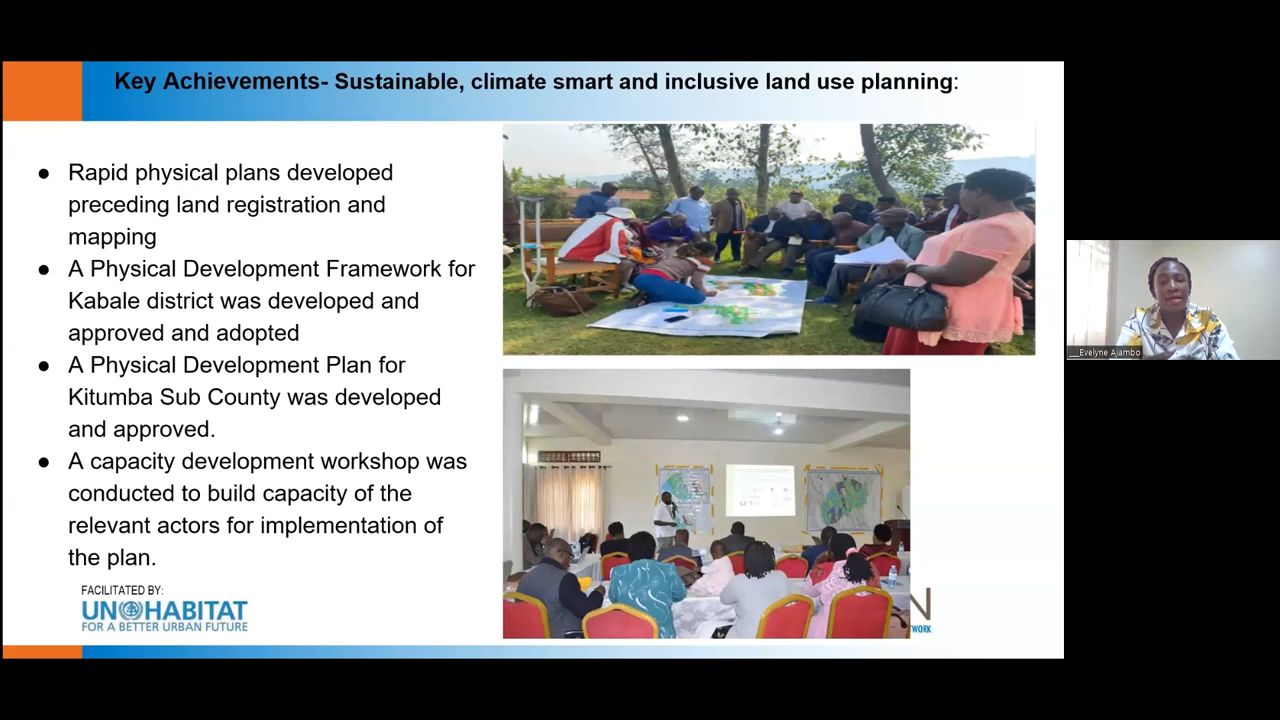 Key Achievements- Sustainable, climate smart and inclusive land use planning:
● Rapid physical plans developed
preceding land registration and
mapping
● A Physical Development Framework for
Kabale district was developed and
approved and adopted
● A Physical Development Plan for
Kitumba Sub County was developed
and approved.
● A capacity development workshop was
conducted to build capacity of the
relevant actors for implementation of
the plan.
FACILITATED BY:
UN HABITAT
FOR A BETTER URBAN FUTURE
__Evelyne Ajambo